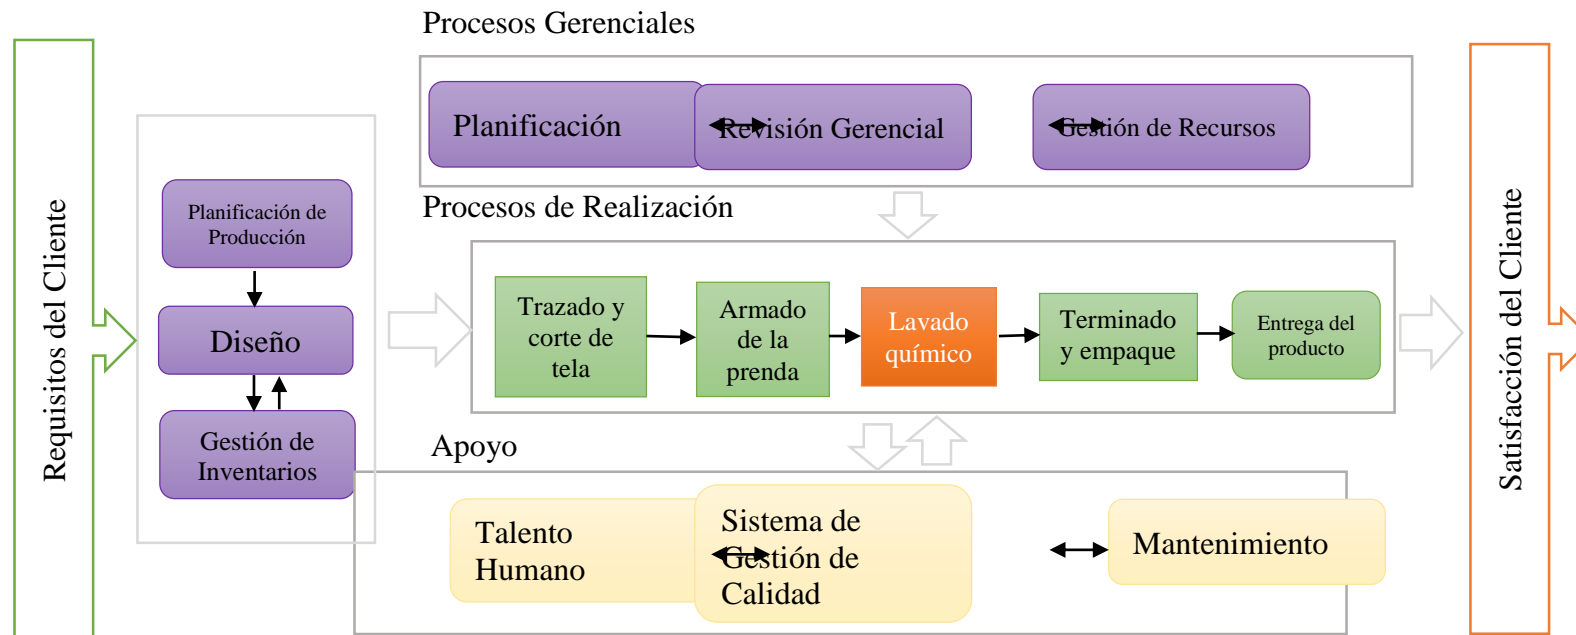 Procesos Gerenciales
Planificación
Revisión Gerencial
Gestión de Recursos
Requisitos del Cliente
Planificación de
Producción
Diseño
Gestión de
Inventarios
Procesos de Realización
Trazado y
corte de
tela
Armado
de la
prenda
Lavado
químico
Terminado
y empaque
Entrega del
producto
Apoyo
Talento
Humano
Sistema de
Gestión de
Calidad
Mantenimiento
Satisfacción del Cliente